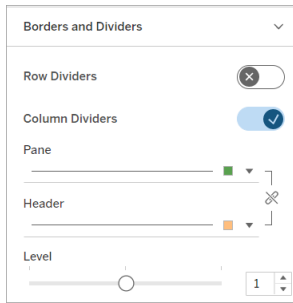 Borders and Dividers
Row Dividers
Column Dividers
Pane
Header
Level
1